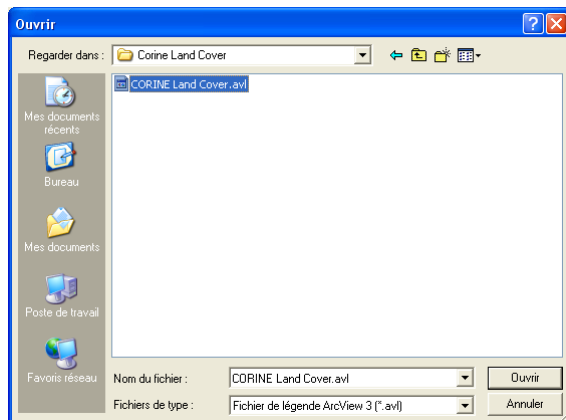 Ouvrir
Regarder dans : Corine Land Cover
CORINE Land Cover.avl
Mes documents
récents
Bureau
Mes documents
Poste de travail
Favoris réseau
Nom du fichier : CORINE Land Cover.avl Ouvrir
Fichiers de type : Fichier de légende ArcView 3 (*.avl) Annuler